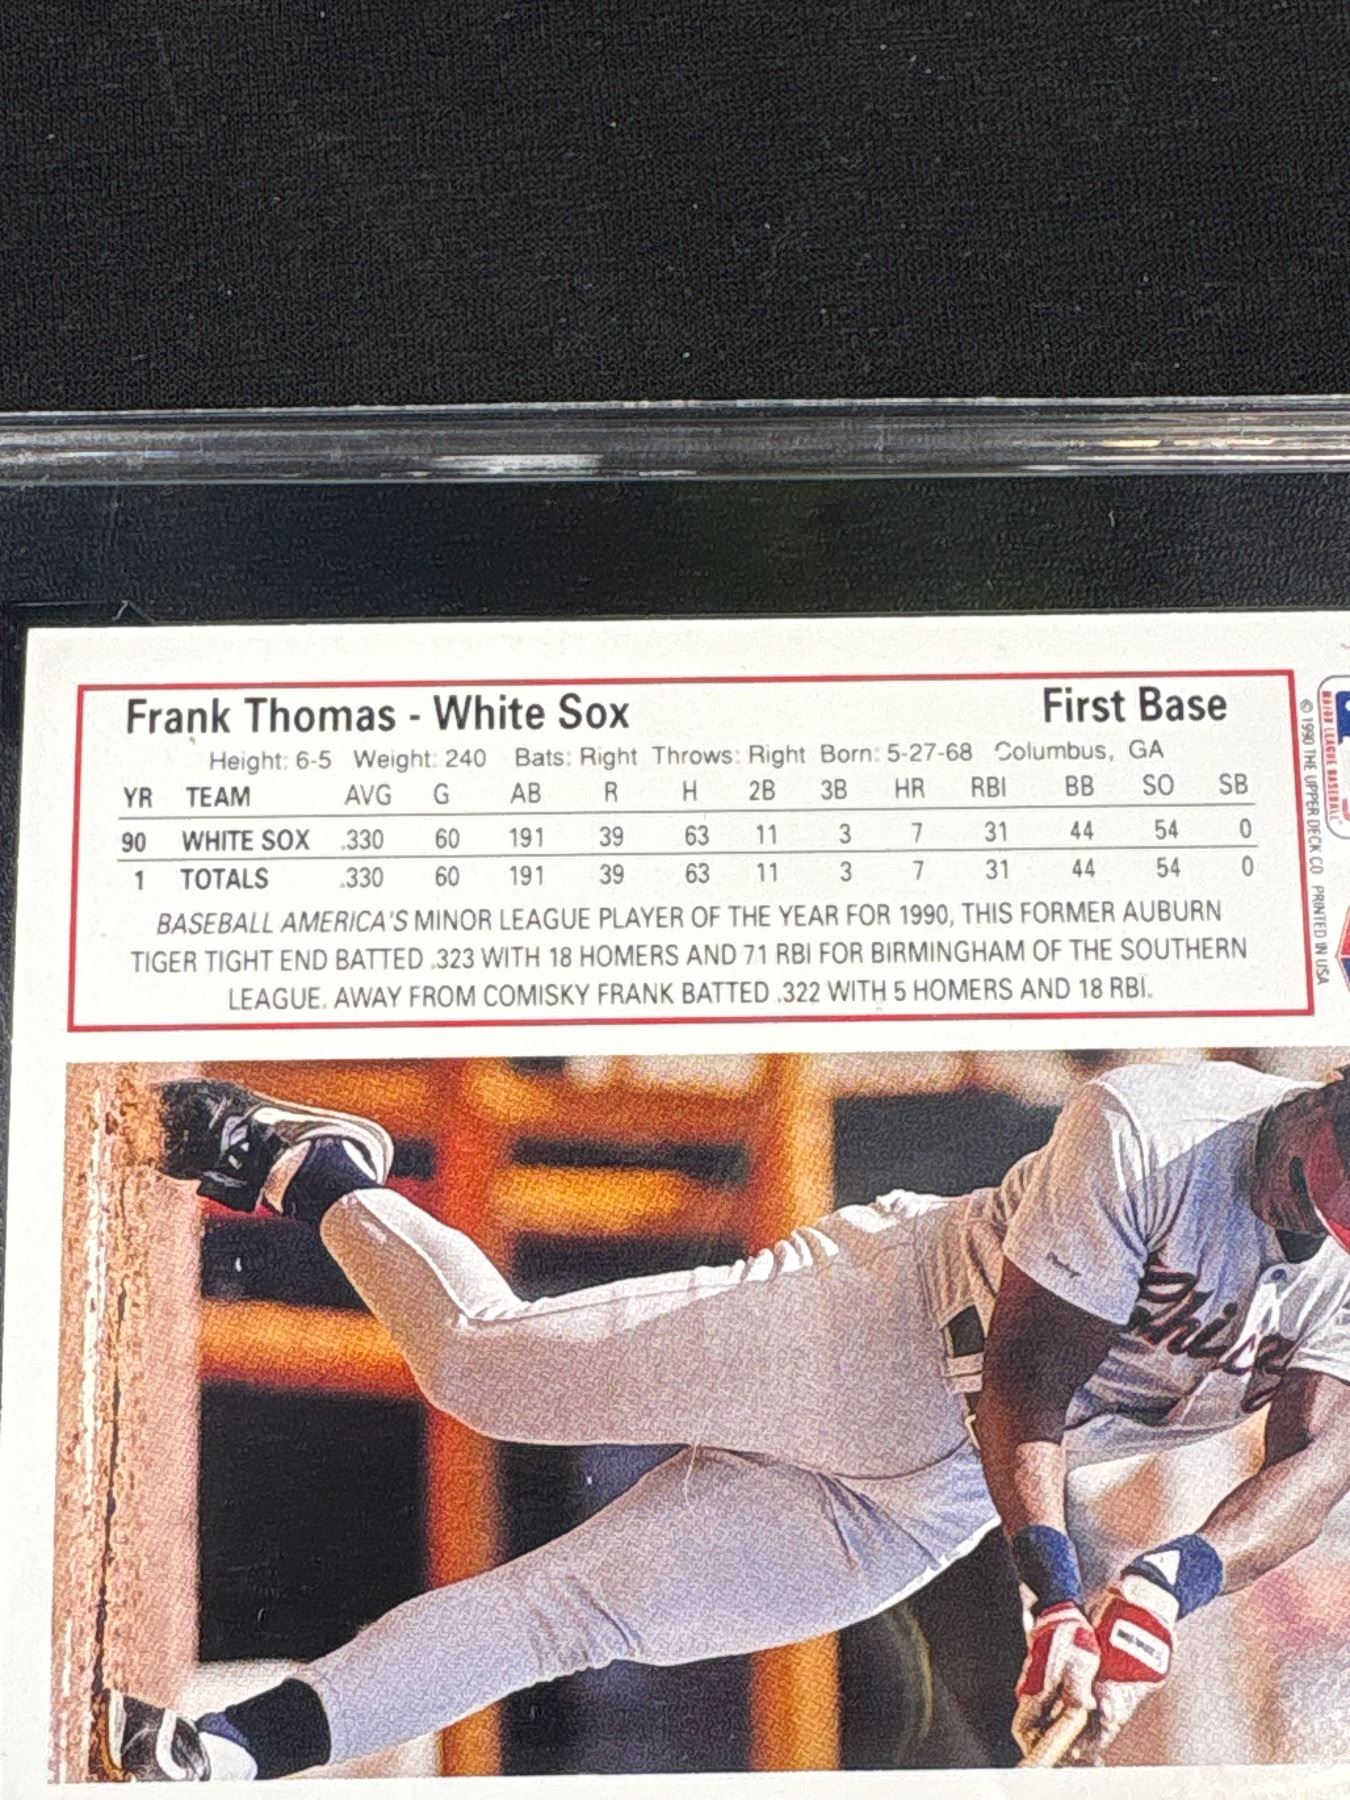 Frank Thomas - White Sox First Base
Height: 6-5 Weight: 240 Bats: Right Throws: Right Born: 5-27-68 Columbus, GA
YR TEAM AVG G AB R H 2B 3B HR RBI BB SO SB
90 WHITE SOX .330 60 191 39 63 11 3 7 31 44 54 0
1 TOTALS .330 60 191 39 63 11 3 7 31 44 54 0
BASEBALL AMERICA'S MINOR LEAGUE PLAYER OF THE YEAR FOR 1990, THIS FORMER AUBURN
TIGER TIGHT END BATTED .323 WITH 18 HOMERS AND 71 RBI FOR BIRMINGHAM OF THE SOUTHERN
LEAGUE. AWAY FROM COMISKY FRANK BATTED .322 WITH 5 HOMERS AND 18 RBI.
© 1990 THE UPPER DECK CO PRINTED IN USA
MAJOR LEAGUE BASEBALL